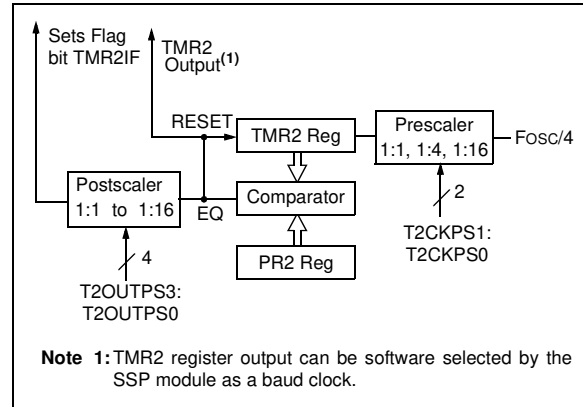 Sets Flag
bit TMR2IF
TMR2
Output(1)
RESET
TMR2 Reg
Prescaler
1:1, 1:4, 1:16
FOSC/4
Postscaler
1:1 to 1:16
EQ
Comparator
2
T2CKPS1:
T2CKPS0
4
PR2 Reg
T2OUTPS3:
T2OUTPS0
Note 1: TMR2 register output can be software selected by the
SSP module as a baud clock.